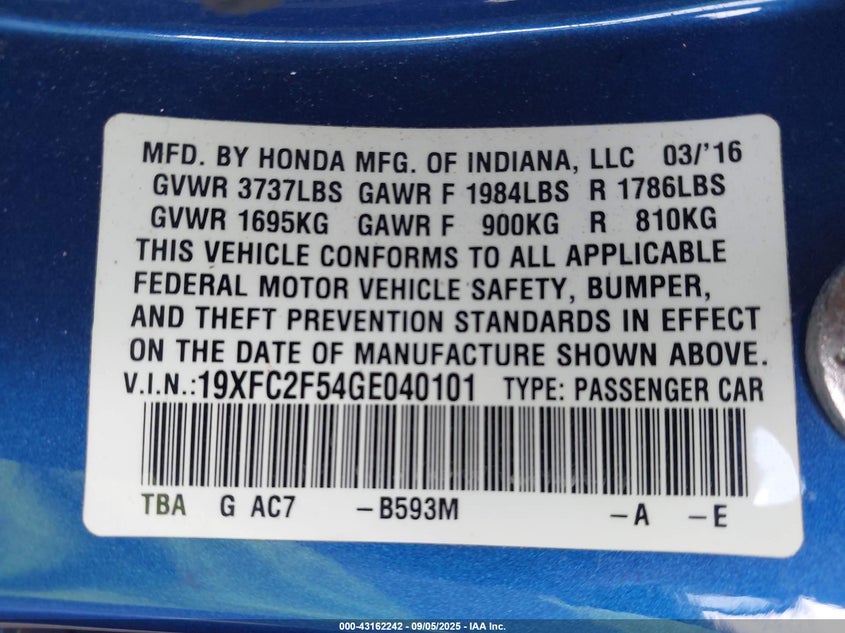 MFD. BY HONDA MFG. OF INDIANA, LLC 03/'16
GVWR 3737LBS GAWR F 1984LBS R 1786LBS
GVWR 1695KG GAWR F 900KG R 810KG
THIS VEHICLE CONFORMS TO ALL APPLICABLE
FEDERAL MOTOR VEHICLE SAFETY, BUMPER,
AND THEFT PREVENTION STANDARDS IN EFFECT
ON THE DATE OF MANUFACTURE SHOWN ABOVE.
V.I.N.:19XFC2F54GE040101 TYPE: PASSENGER CAR
TBA G AC7 –B593M –A –E
000-43162242 - 09/05/2025 - IAA Inc.